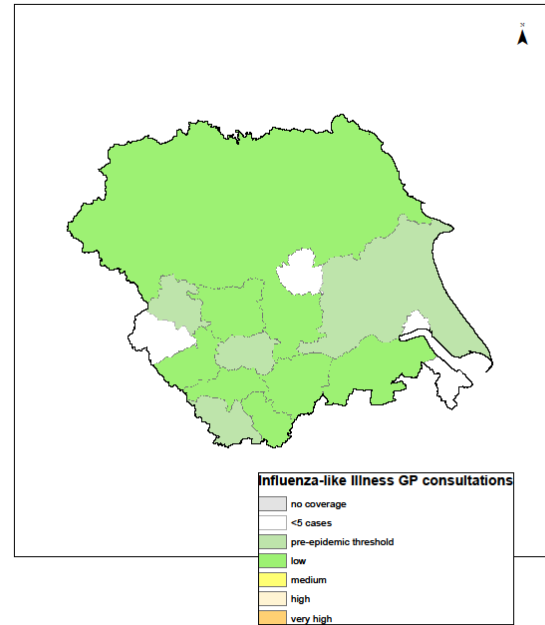 N
Influenza-like Illness GP consultations
no coverage
<5 cases
pre-epidemic threshold
low
medium
high
very high